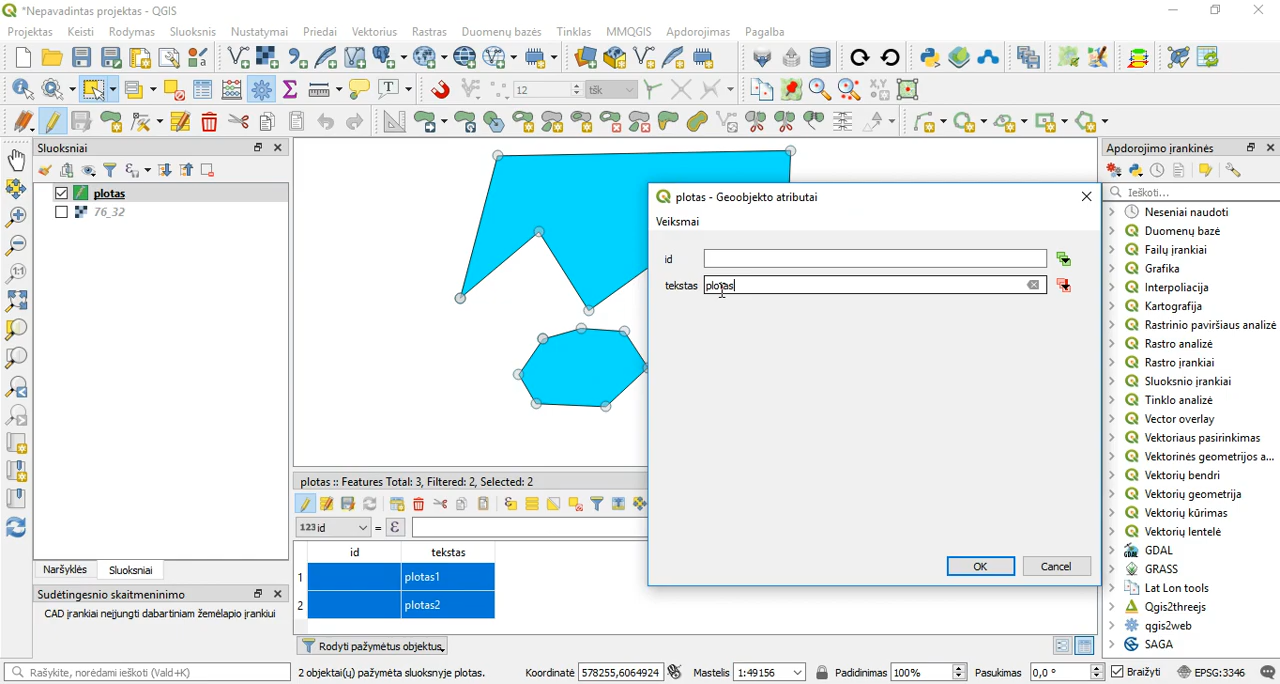 *Nepavadintas projektas - QGIS
Projektas Keisti Rodymas Sluoksnis Nustatymai Priedai Vektorius Rastras Duomenų bazės Tinklas MMQGIS Apdorojimas Pagalba
12 tšk
Sluoksniai
plotas
76_32
Naršyklės Sluoksniai
Sudėtingesnio skaitmeninimo
CAD įrankiai neįjungti dabartiniam žemėlapio įrankiui
plotas - Geoobjekto atributai
Veiksmai
id
tekstas plotas
OK Cancel
plotas :: Features Total: 3, Filtered: 2, Selected: 2
123 id = ε
id tekstas
1 plotas1
2 plotas2
Rodyti pažymėtus objektus
Apdorojimo įrankinės
Ieškoti...
Neseniai naudoti
Duomenų bazė
Failų įrankiai
Grafika
Interpoliacija
Kartografija
Rastrinio paviršiaus analizė
Rastro analizė
Rastro įrankiai
Sluoksnio įrankiai
Tinklo analizė
Vector overlay
Vektoriaus pasirinkimas
Vektorinės geometrijos a...
Vektorių bendri
Vektorių geometrija
Vektorių kūrimas
Vektorių lentelė
GDAL
GRASS
Lat Lon tools
Qgis2threejs
qgis2web
SAGA
Rašykite, norėdami ieškoti (Vald+K) 2 objektai(ų) pažymėta sluoksnyje plotas. Koordinatė 578255,6064924 Mastelis 1:49156 Padidinimas 100% Pasukimas 0,0 ° Braižyti EPSG:3346